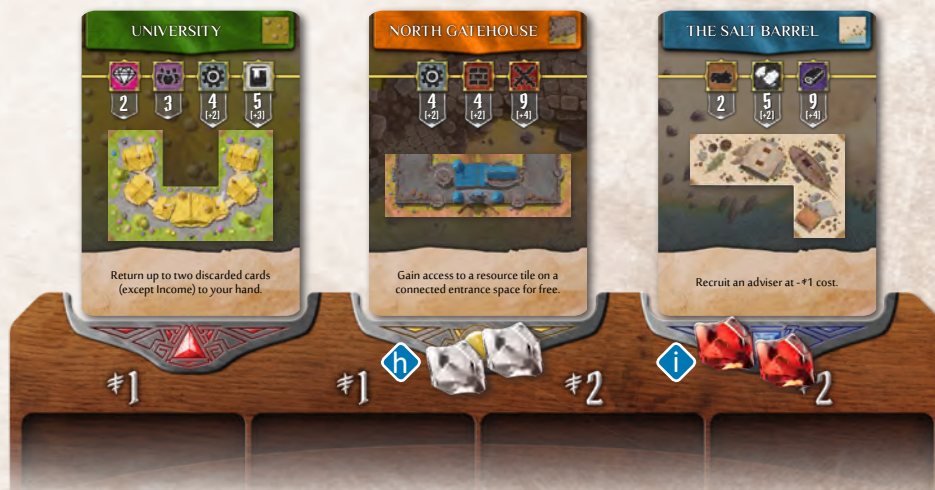 UNIVERSITY
2 3 4 5
[+2] [+3]
Return up to two discarded cards
(except Income) to your hand.
NORTH GATEHOUSE
4 4 9
[+2] [+2] [+4]
Gain access to a resource tile on a
connected entrance space for free.
THE SALT BARREL
2 5 9
[+2] [+4]
Recruit an adviser at -⧧1 cost.
h
i
⧧1 ⧧1 ⧧2 2